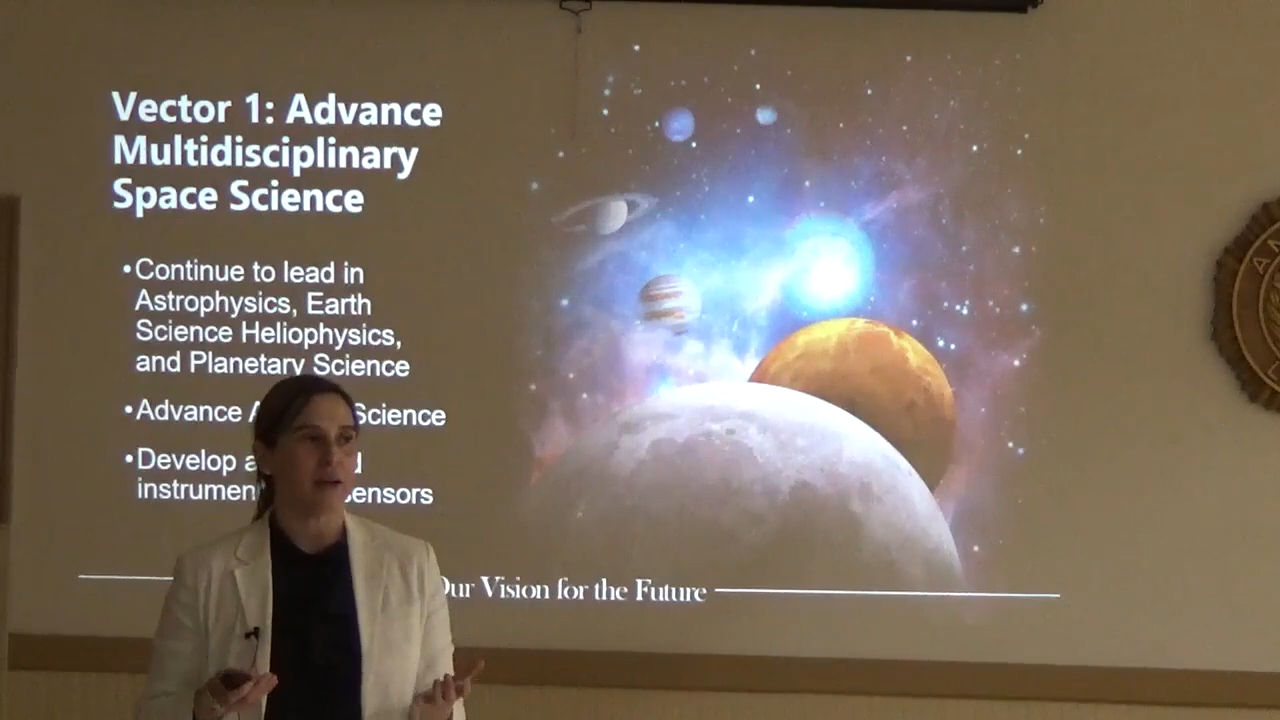 Vector 1: Advance
Multidisciplinary
Space Science
•Continue to lead in
Astrophysics, Earth
Science Heliophysics,
and Planetary Science
•Advance A Science
•Develop a
instrumen ensors
Our Vision for the Future